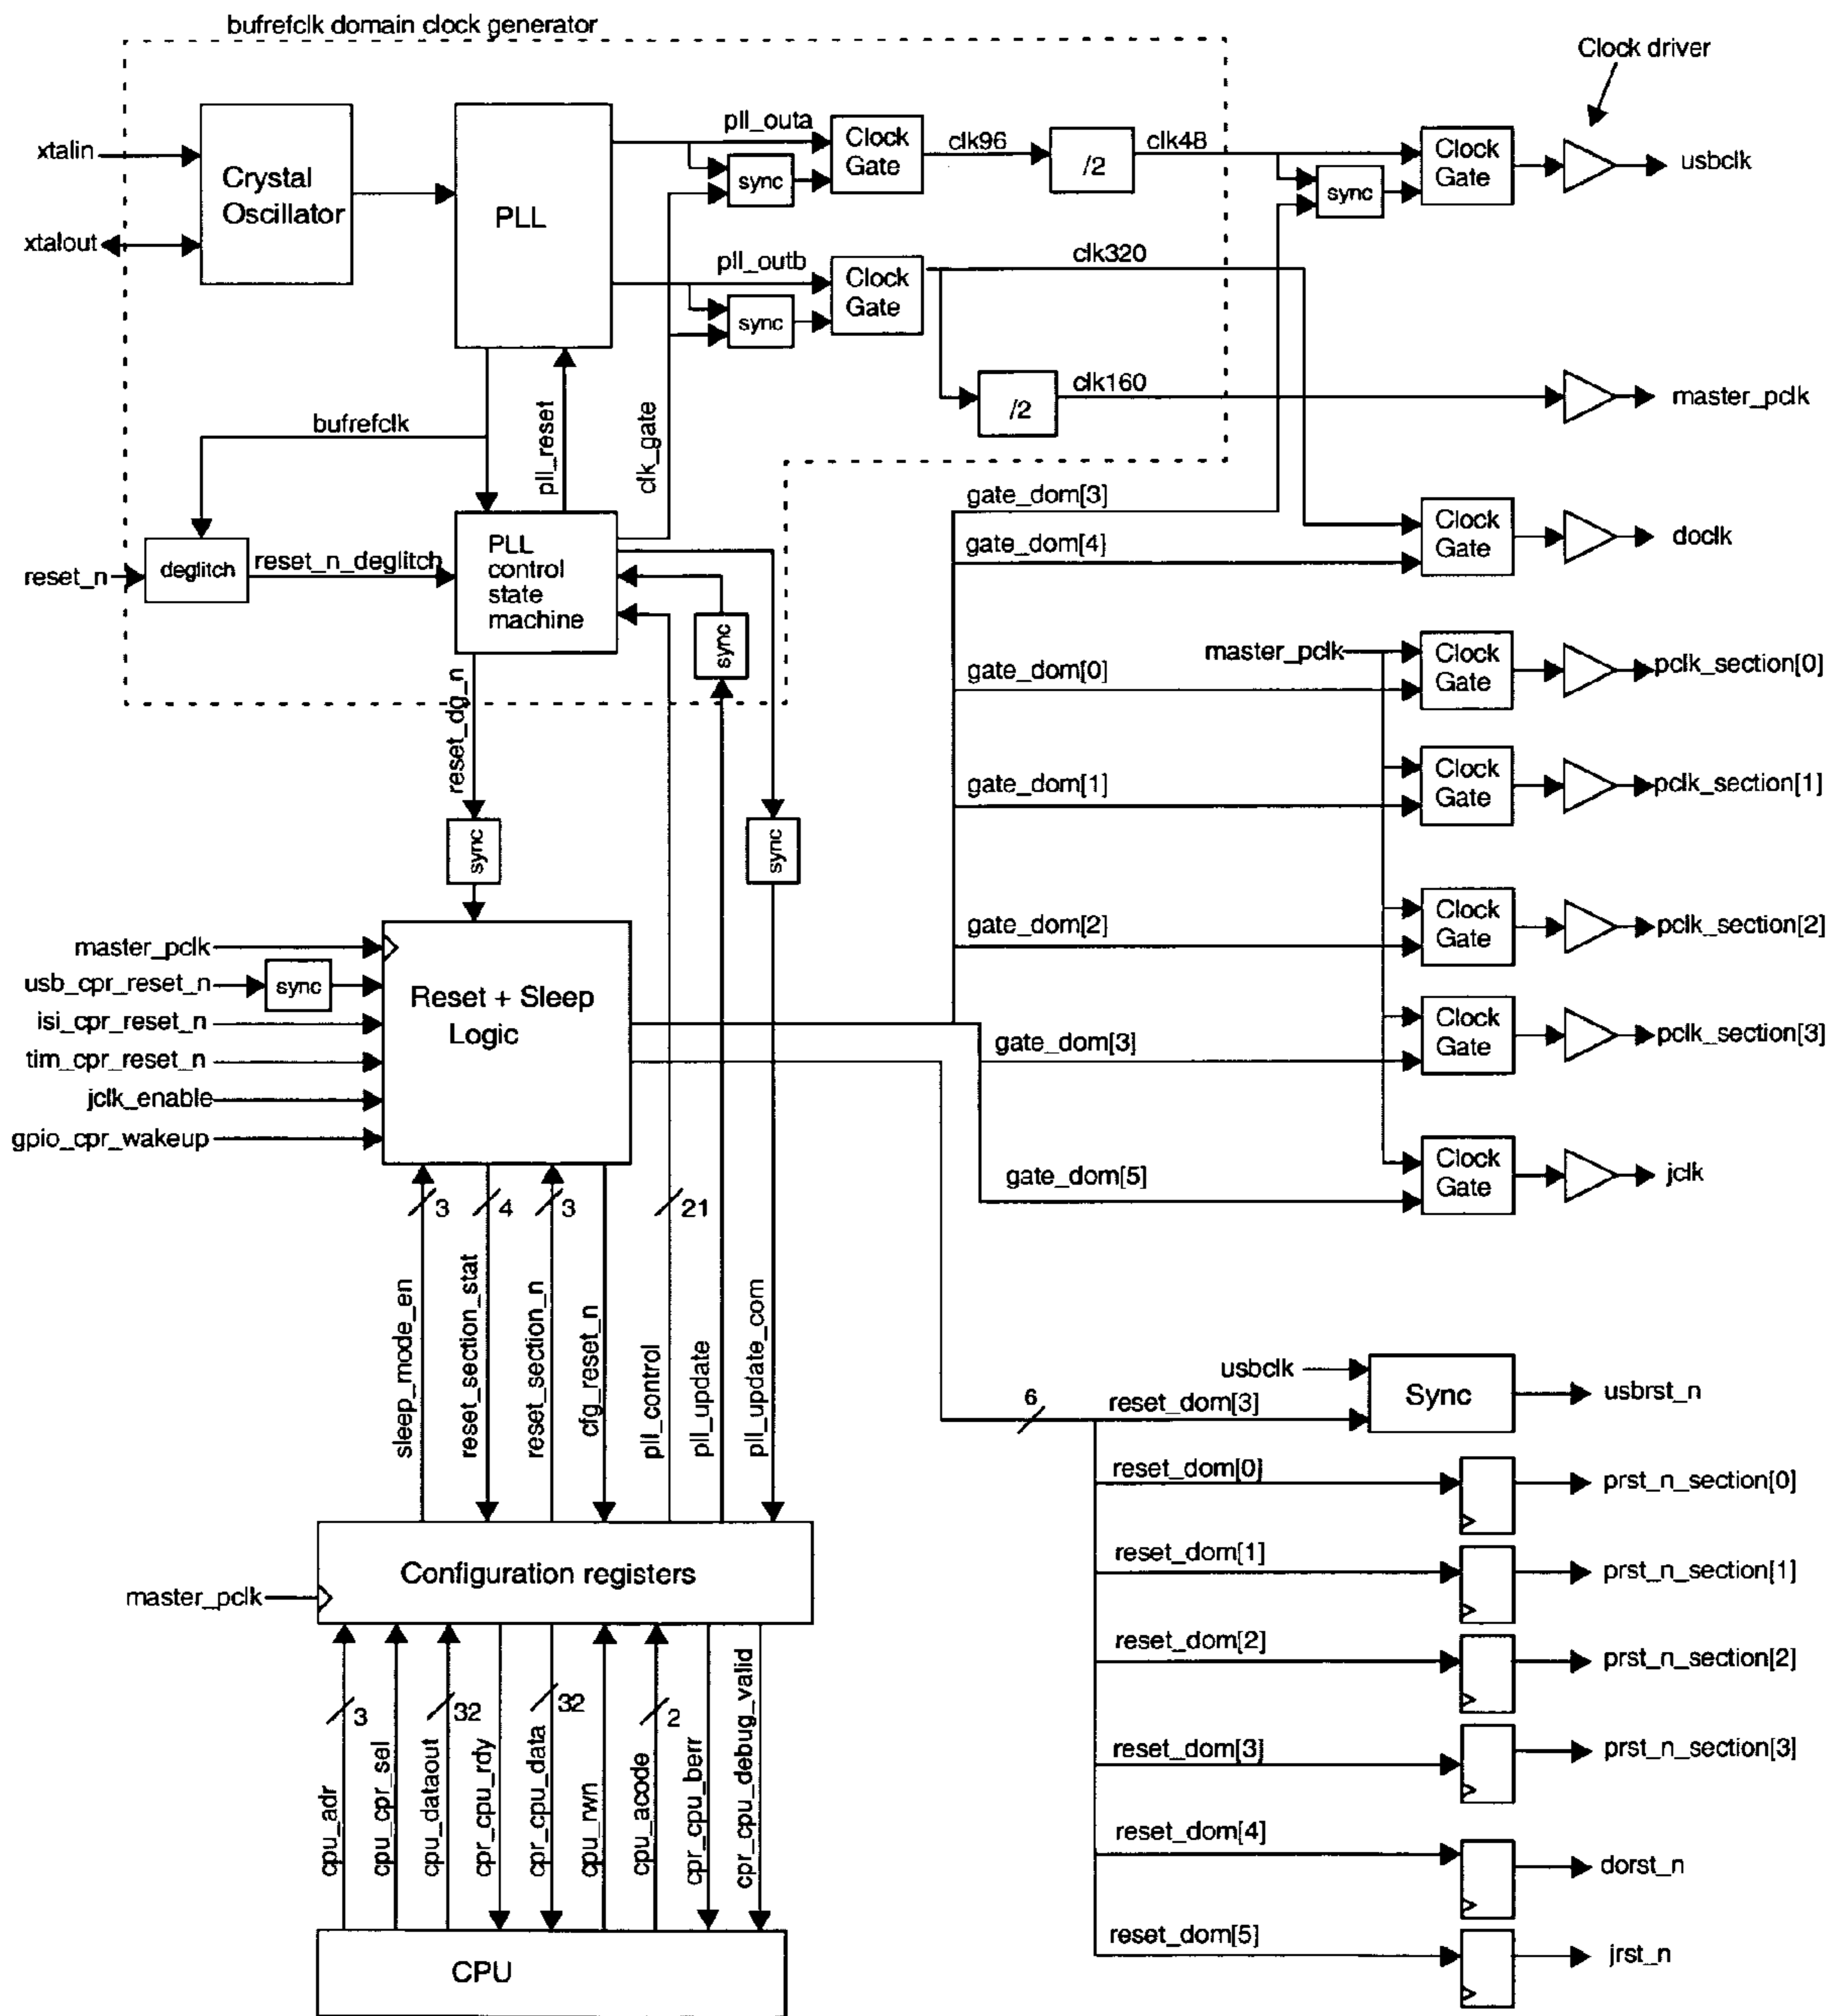 bufrefclk domain clock generator
Clock driver
xtalin
xtalout
Crystal
Oscillator
PLL
pll_outa
sync
Clock
Gate
clk96
/2
clk48
sync
Clock
Gate
usbclk
pll_outb
sync
Clock
Gate
clk320
/2
clk160
master_pclk
bufrefclk
pll_reset
clk_gate
reset_n
deglitch
reset_n_deglitch
PLL
control
state
machine
sync
gate_dom[3]
gate_dom[4]
Clock
Gate
doclk
master_pclk
gate_dom[0]
Clock
Gate
pclk_section[0]
reset_dg_n
gate_dom[1]
Clock
Gate
pclk_section[1]
sync
sync
gate_dom[2]
Clock
Gate
pclk_section[2]
master_pclk
usb_cpr_reset_n
sync
isi_cpr_reset_n
tim_cpr_reset_n
jclk_enable
gpio_cpr_wakeup
Reset + Sleep
Logic
gate_dom[3]
Clock
Gate
pclk_section[3]
gate_dom[5]
Clock
Gate
jclk
3
4
3
21
sleep_mode_en
reset_section_stat
reset_section_n
cfg_reset_n
pll_control
pll_update
pll_update_com
usbclk
6
reset_dom[3]
Sync
usbrst_n
reset_dom[0]
prst_n_section[0]
reset_dom[1]
prst_n_section[1]
reset_dom[2]
prst_n_section[2]
reset_dom[3]
prst_n_section[3]
reset_dom[4]
dorst_n
reset_dom[5]
jrst_n
Configuration registers
master_pclk
3
32
32
2
cpu_adr
cpu_cpr_sel
cpu_dataout
cpr_cpu_rdy
cpr_cpu_data
cpu_rwn
cpu_acode
cpr_cpu_berr
cpr_cpu_debug_valid
CPU